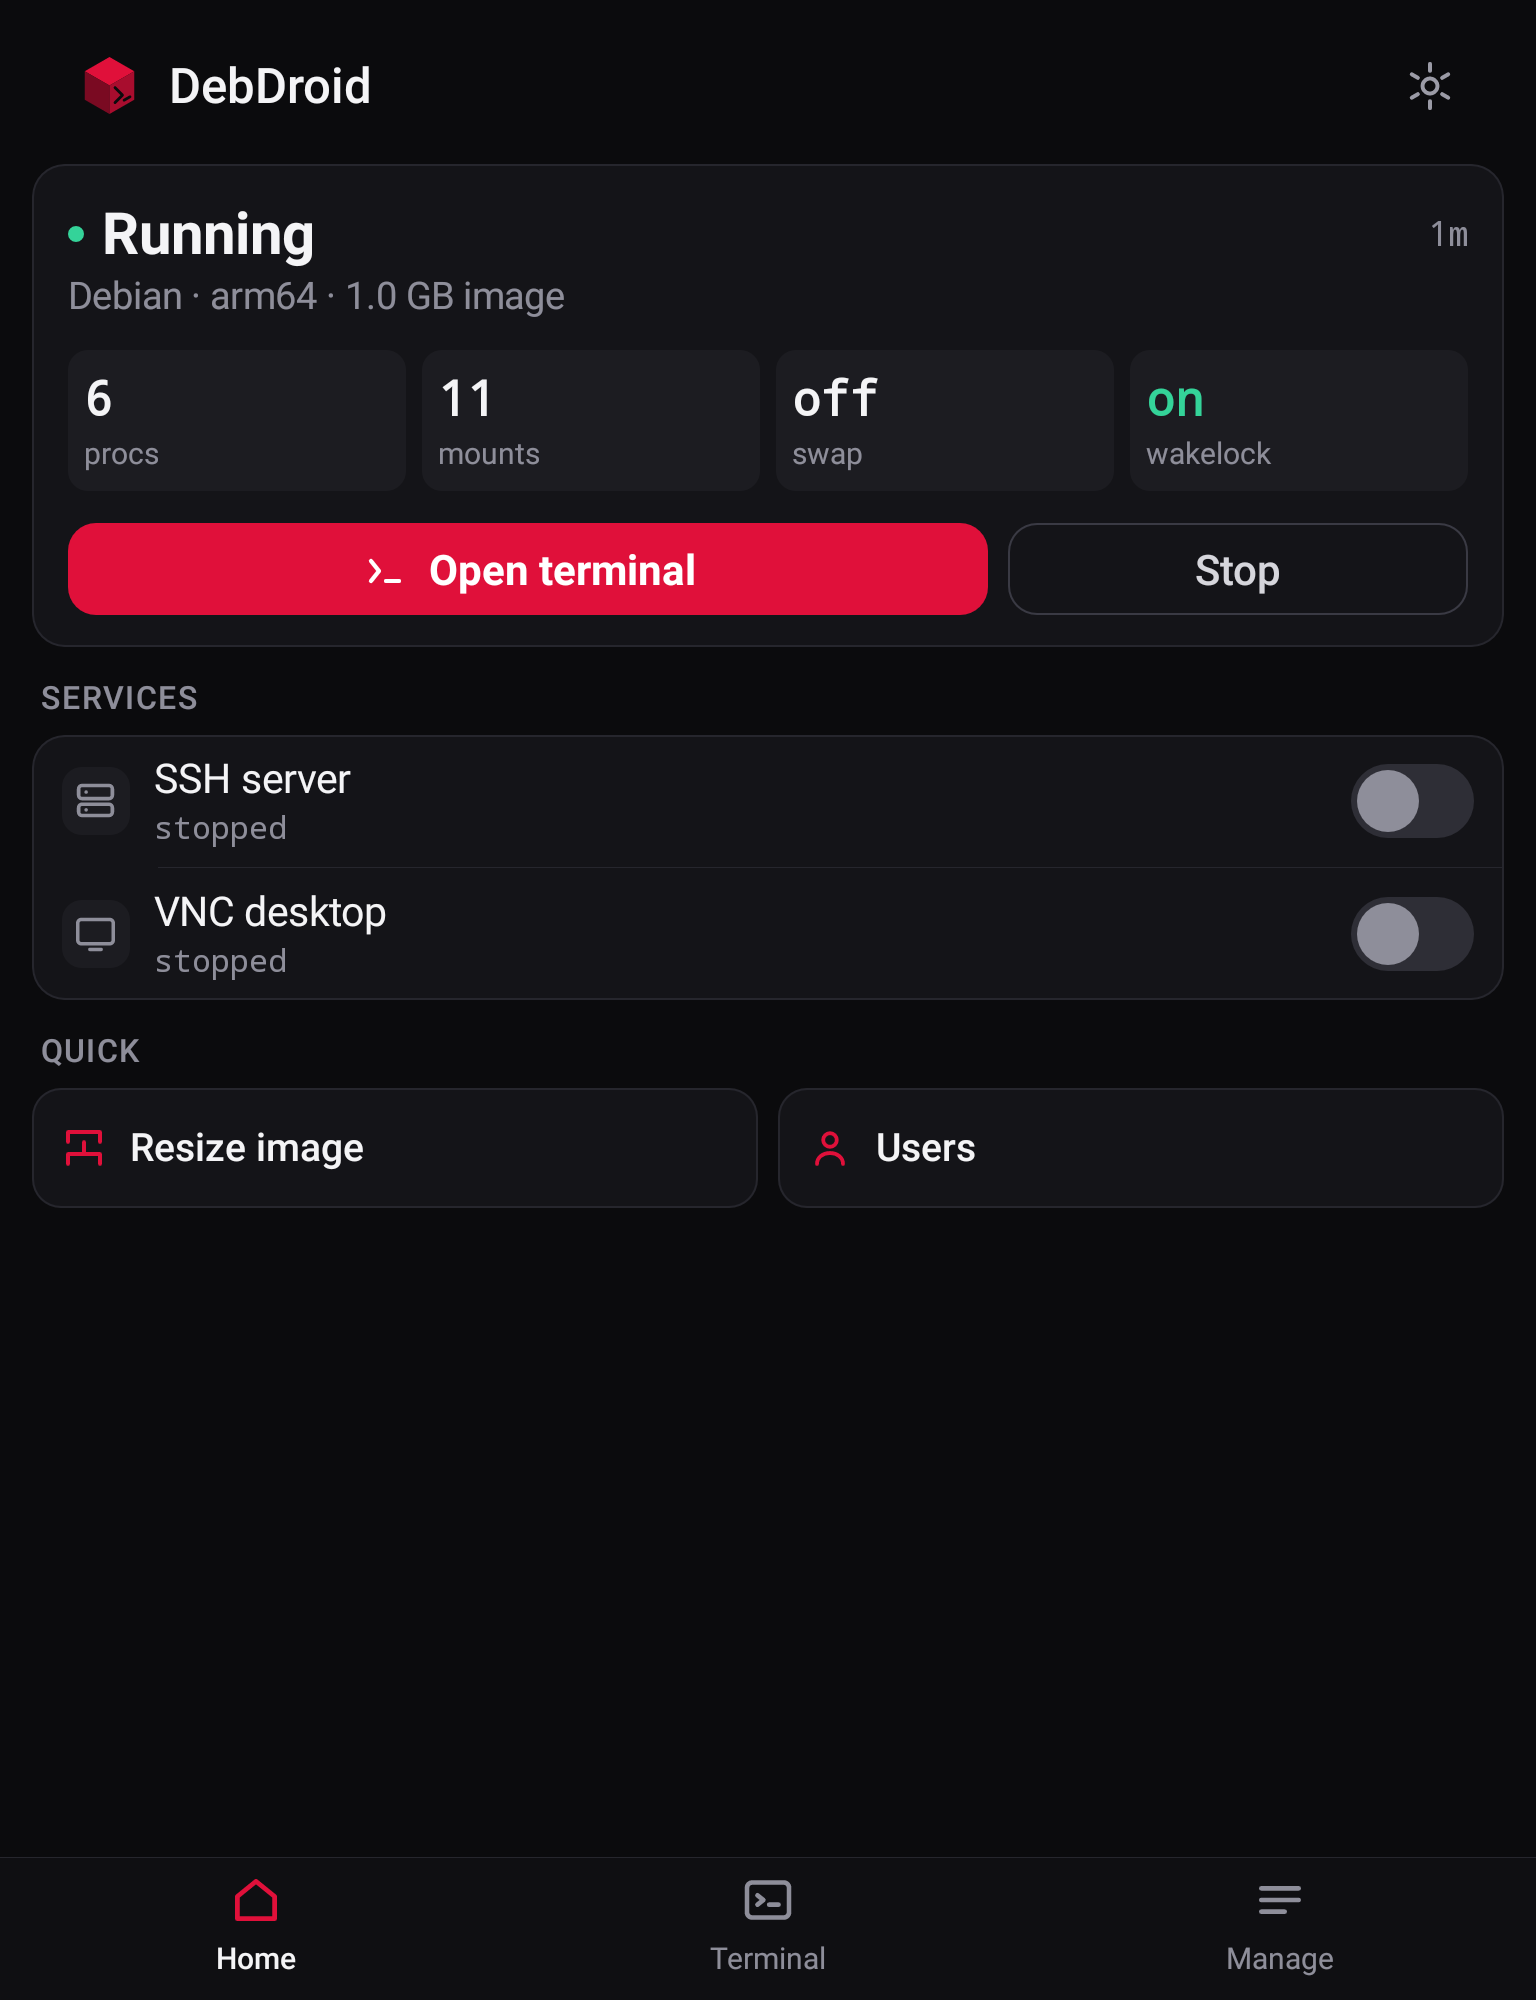 DebDroid
Running
1m
Debian · arm64 · 1.0 GB image
6
procs
11
mounts
off
swap
on
wakelock
Open terminal
Stop
SERVICES
SSH server
stopped
VNC desktop
stopped
QUICK
Resize image
Users
Home
Terminal
Manage